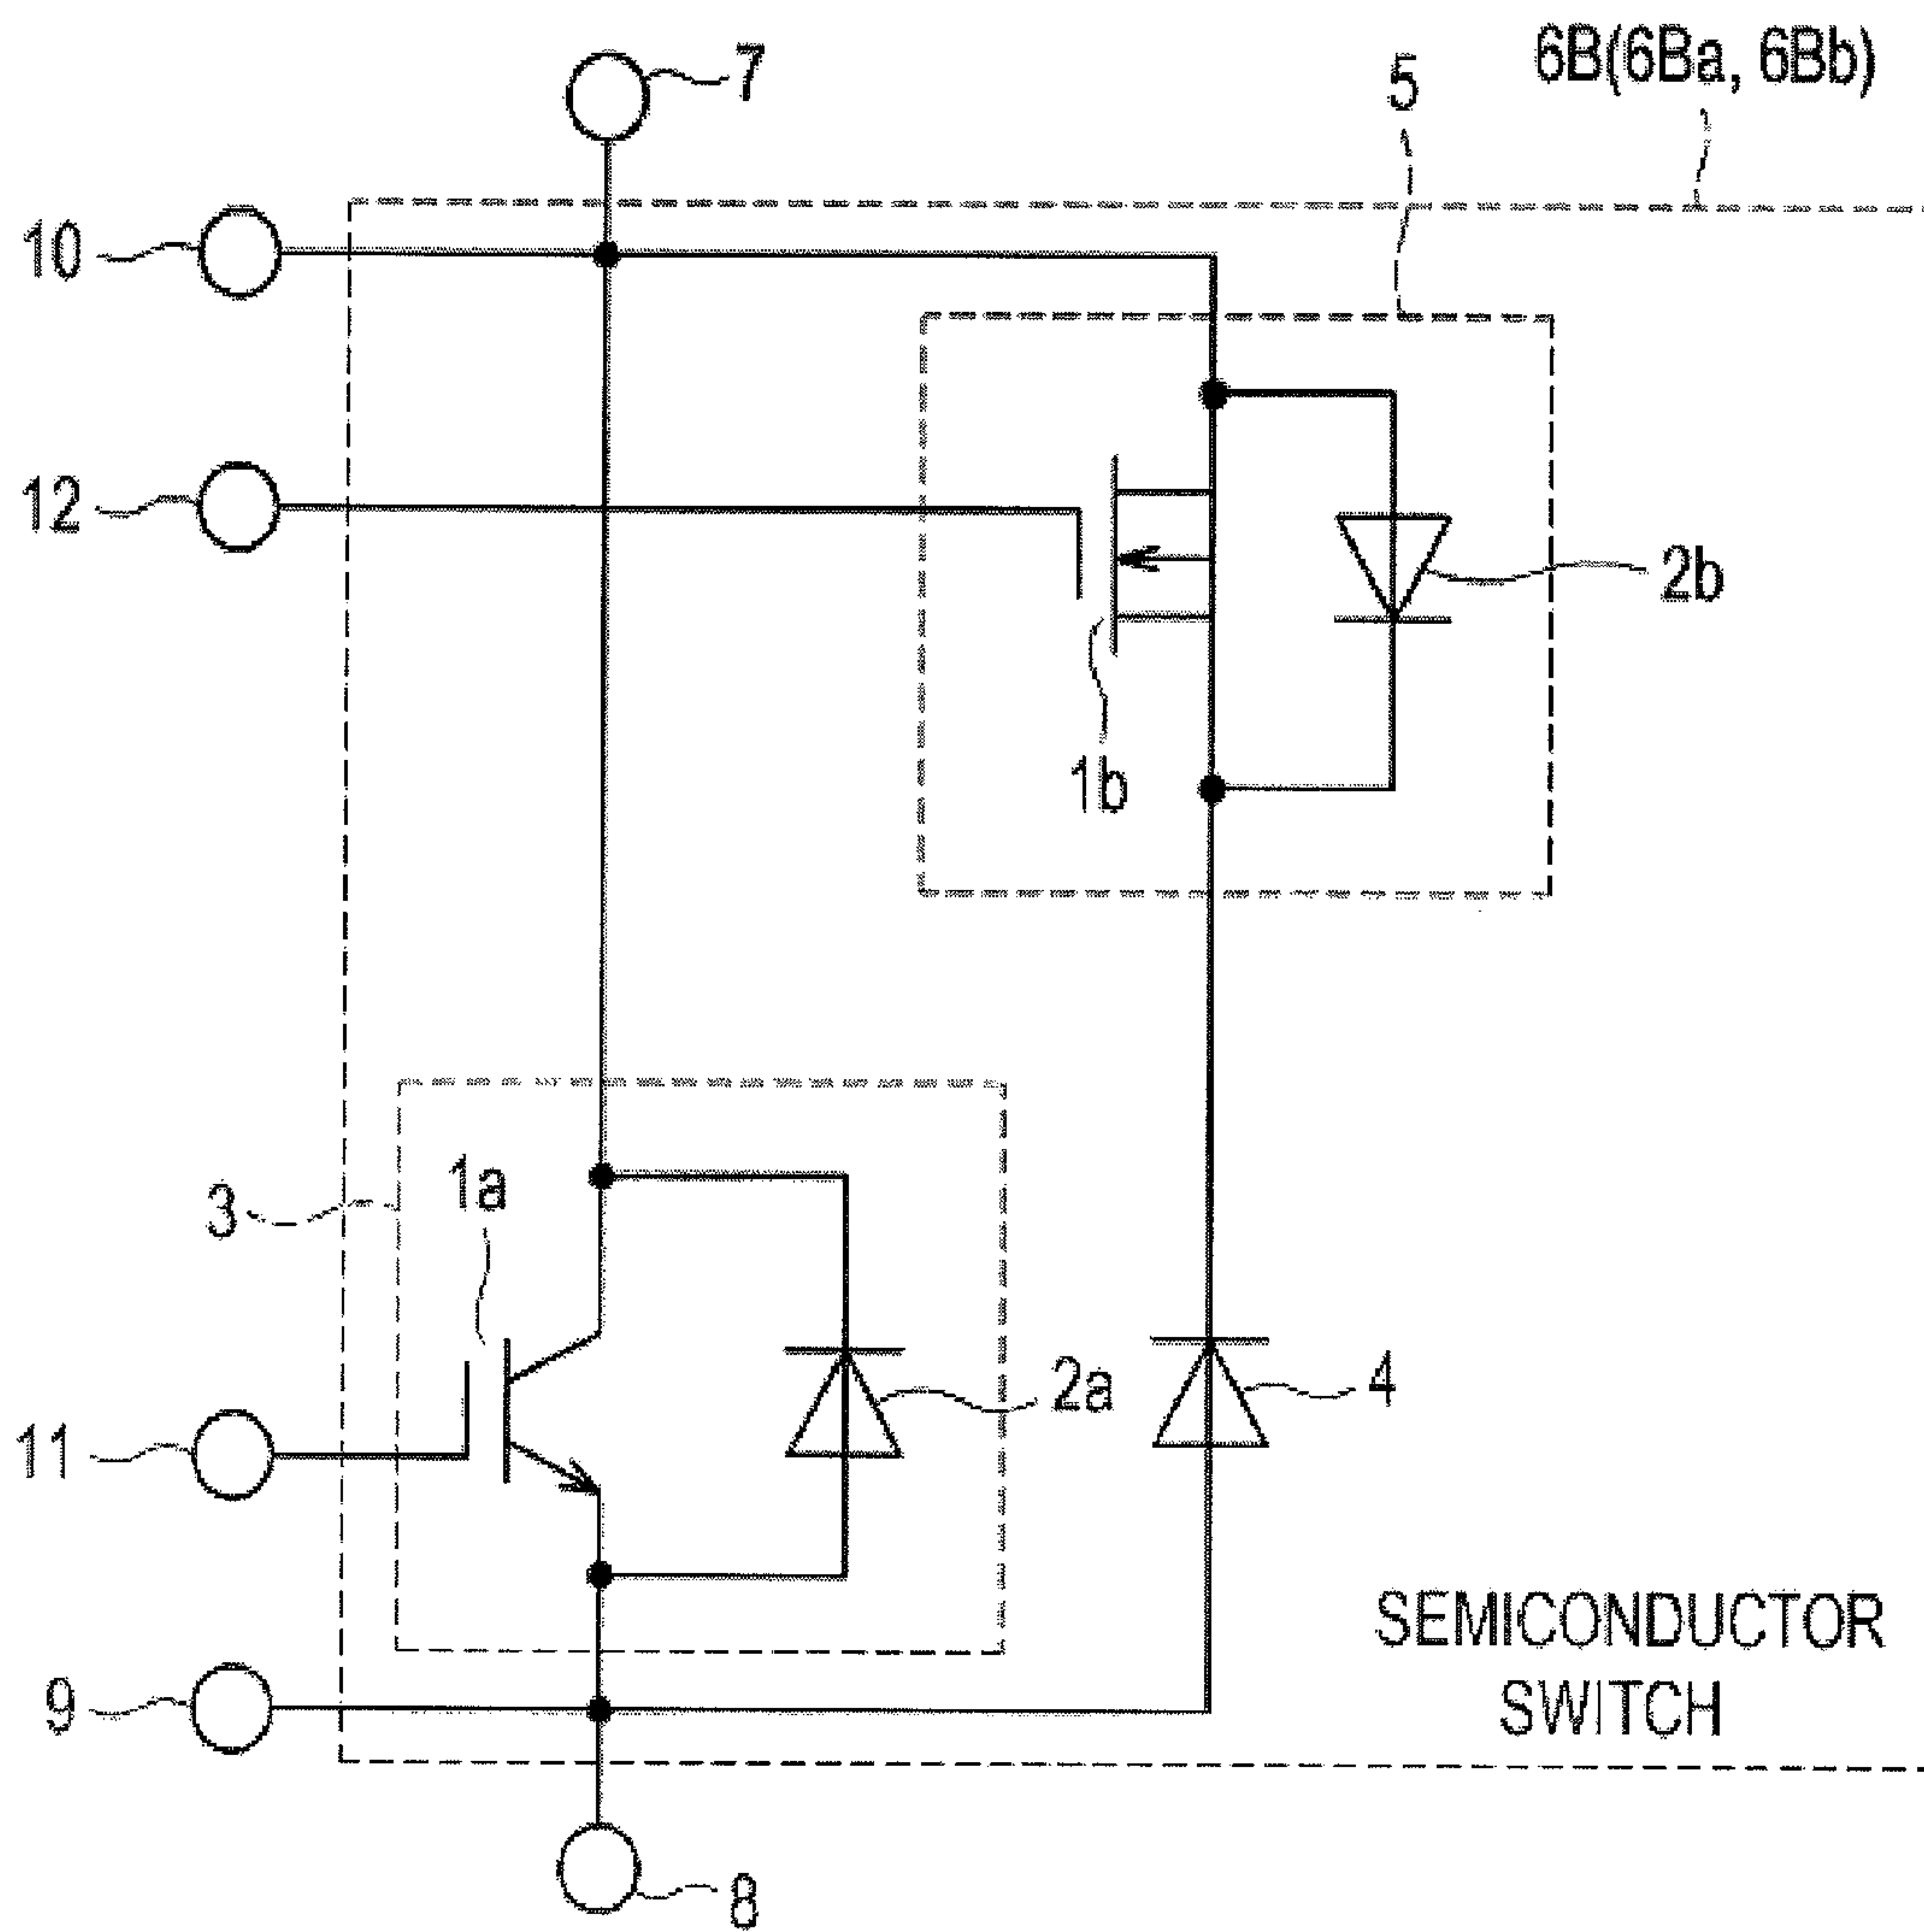 6B(6Ba, 6Bb)
7
5
10
12
2b
1b
1a
3
2a
4
11
9
SEMICONDUCTOR
SWITCH
8